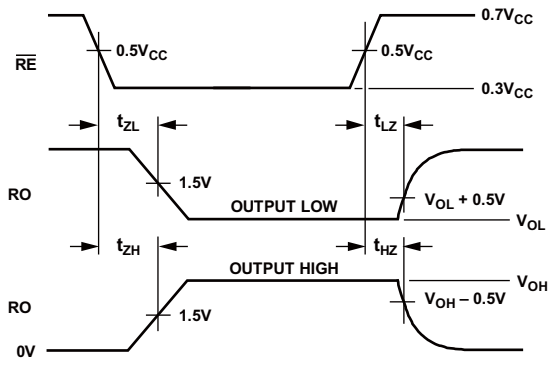 0.7VCC
RE
0.5VCC
0.5VCC
0.3VCC
tZL
tLZ
RO
1.5V
OUTPUT LOW
VOL + 0.5V
VOL
tZH
tHZ
OUTPUT HIGH
VOH
RO
1.5V
VOH – 0.5V
0V